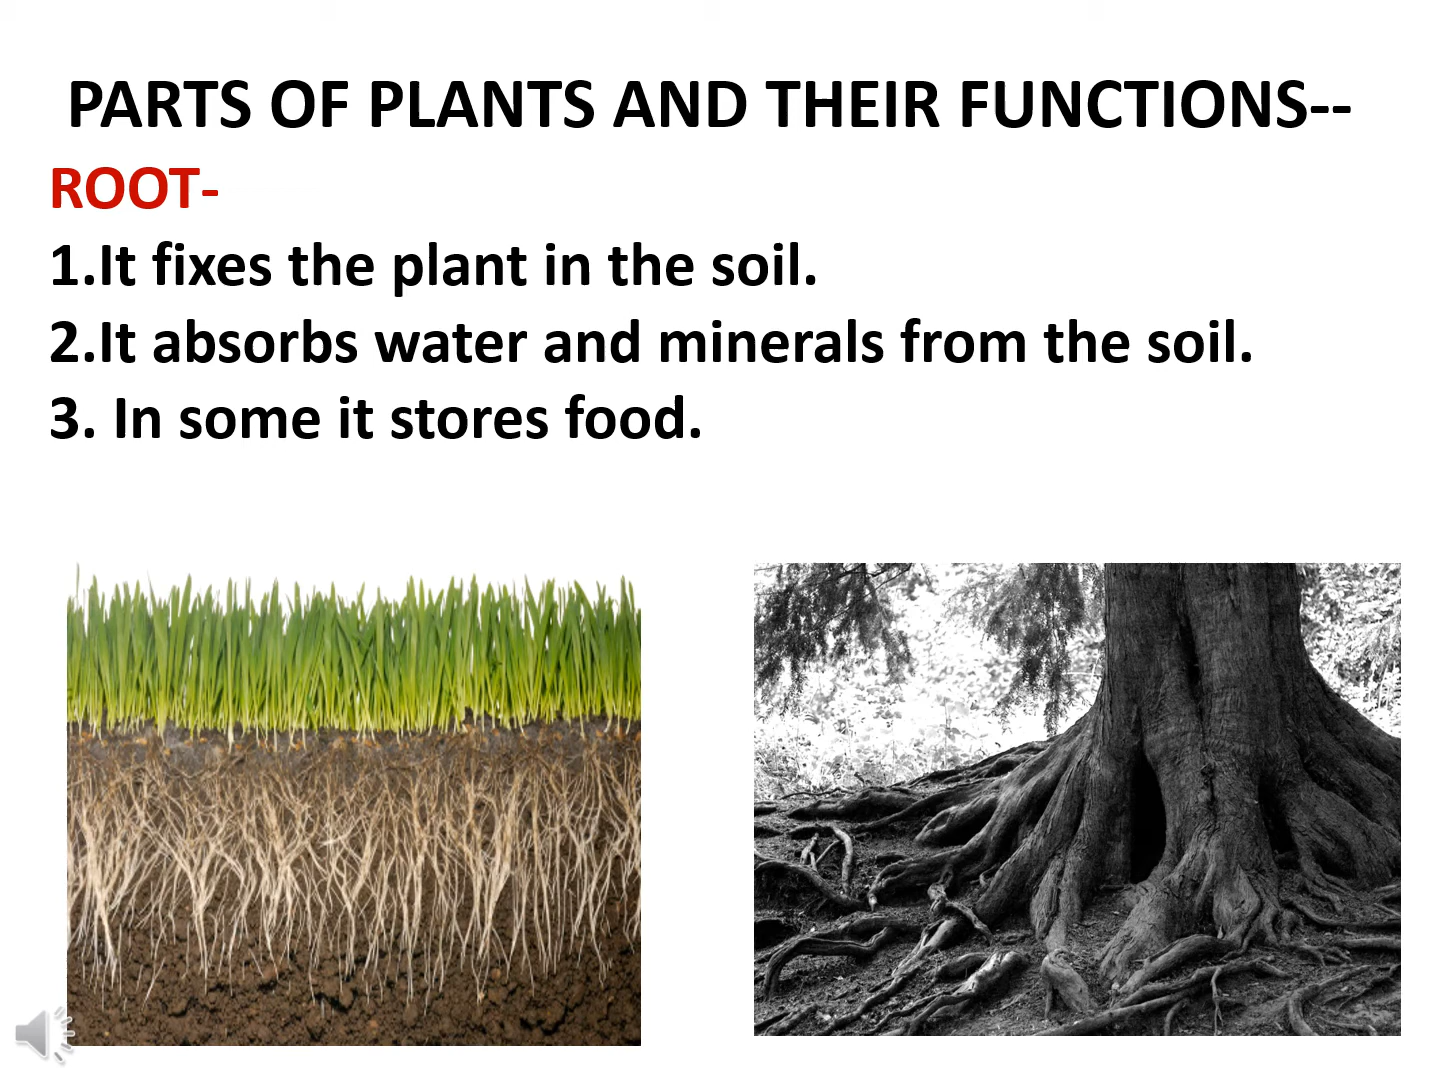 PARTS OF PLANTS AND THEIR FUNCTIONS--
ROOT-
1.It fixes the plant in the soil.
2.It absorbs water and minerals from the soil.
3. In some it stores food.